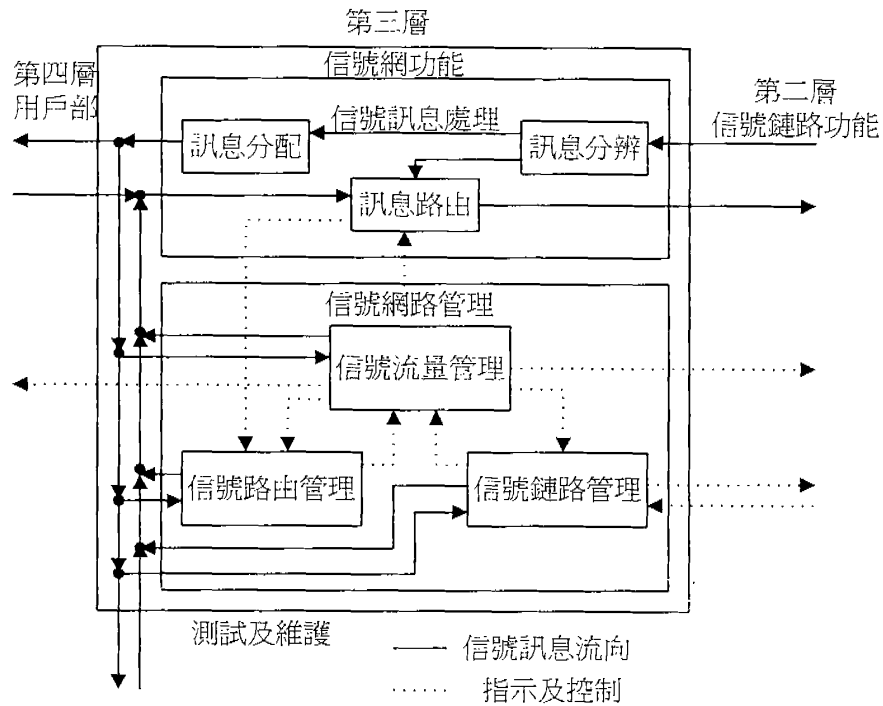 第三層
信號網功能
第四層
用戶部
第二層
信號鏈路功能
信號訊息處理
訊息分配
訊息分辨
訊息路由
信號網路管理
信號流量管理
信號路由管理
信號鏈路管理
測試及維護
信號訊息流向
指示及控制